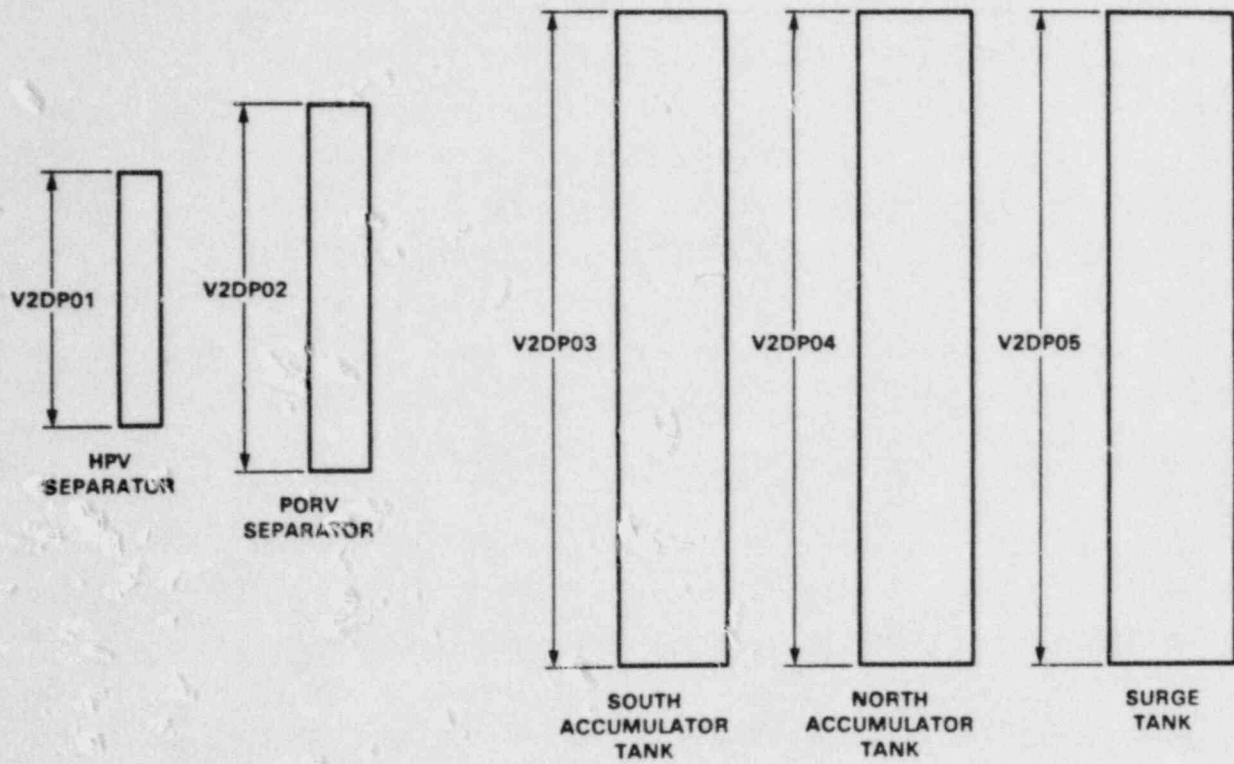 V2DP01
HPV
SEPARATOR
V2DP02
PORV
SEPARATOR
V2DP03
SOUTH
ACCUMULATOR
TANK
V2DP04
NORTH
ACCUMULATOR
TANK
V2DP05
SURGE
TANK